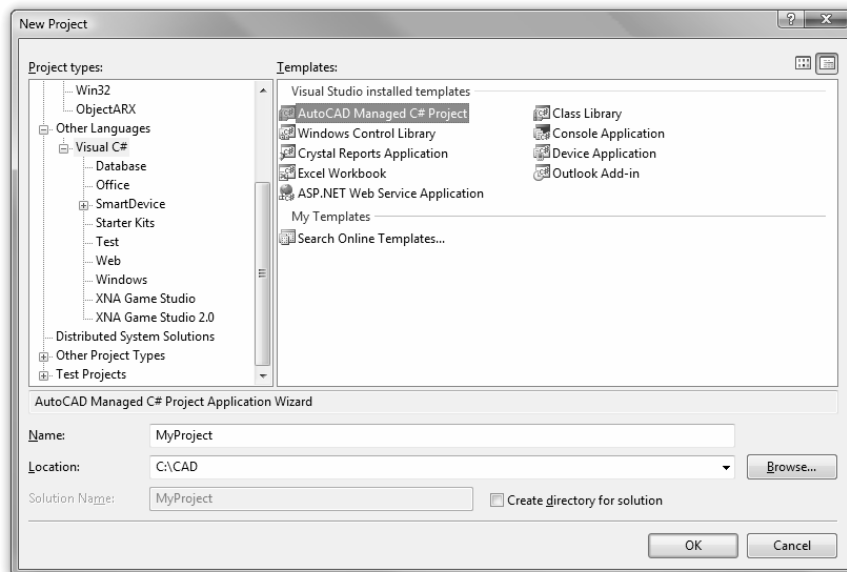 New Project
Project types:
Win32
ObjectARX
Other Languages
Visual C#
Database
Office
SmartDevice
Starter Kits
Test
Web
Windows
XNA Game Studio
XNA Game Studio 2.0
Distributed System Solutions
Other Project Types
Test Projects
Templates:
Visual Studio installed templates
AutoCAD Managed C# Project
Class Library
Windows Control Library
Console Application
Crystal Reports Application
Device Application
Excel Workbook
Outlook Add-in
ASP.NET Web Service Application
My Templates
Search Online Templates...
AutoCAD Managed C# Project Application Wizard
Name: MyProject
Location: C:\CAD Browse...
Solution Name: MyProject Create directory for solution
OK Cancel